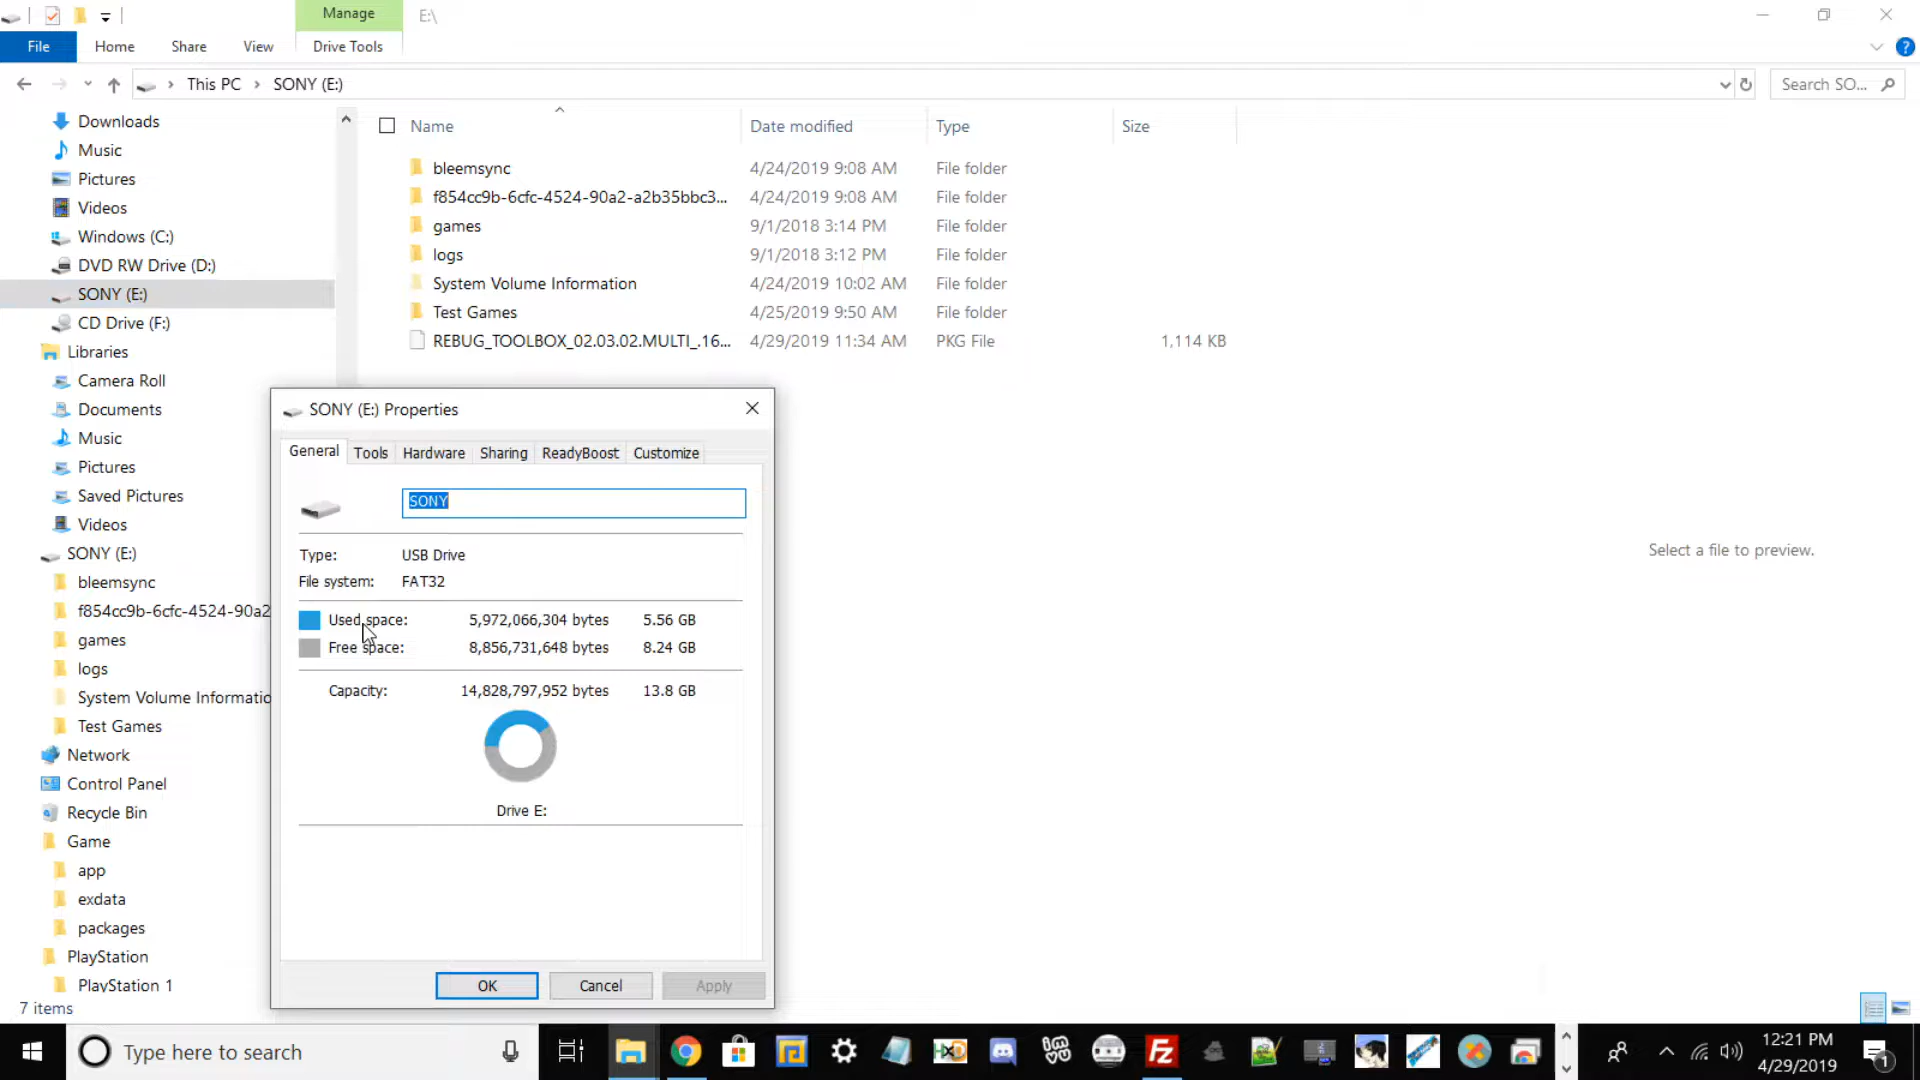 Manage
E:\
File
Home
Share
View
Drive Tools
This PC
SONY (E:)
Search SO...
Downloads
Music
Pictures
Videos
Windows (C:)
DVD RW Drive (D:)
SONY (E:)
CD Drive (F:)
Libraries
Camera Roll
Documents
Music
Pictures
Saved Pictures
Videos
SONY (E:)
bleemsync
f854cc9b-6cfc-4524-90a2
games
logs
System Volume Informatio
Test Games
Network
Control Panel
Recycle Bin
Game
app
exdata
packages
PlayStation
PlayStation 1
7 items
Name Date modified Type Size
bleemsync 4/24/2019 9:08 AM File folder
f854cc9b-6cfc-4524-90a2-a2b35bbc3... 4/24/2019 9:08 AM File folder
games 9/1/2018 3:14 PM File folder
logs 9/1/2018 3:12 PM File folder
System Volume Information 4/24/2019 10:02 AM File folder
Test Games 4/25/2019 9:50 AM File folder
REBUG_TOOLBOX_02.03.02.MULTI_.16... 4/29/2019 11:34 AM PKG File 1,114 KB
Select a file to preview.
SONY (E:) Properties
General Tools Hardware Sharing ReadyBoost Customize
SONY
Type: USB Drive
File system: FAT32
Used space: 5,972,066,304 bytes 5.56 GB
Free space: 8,856,731,648 bytes 8.24 GB
Capacity: 14,828,797,952 bytes 13.8 GB
Drive E:
OK Cancel Apply
Type here to search
HxD
FZ
12:21 PM
4/29/2019
1